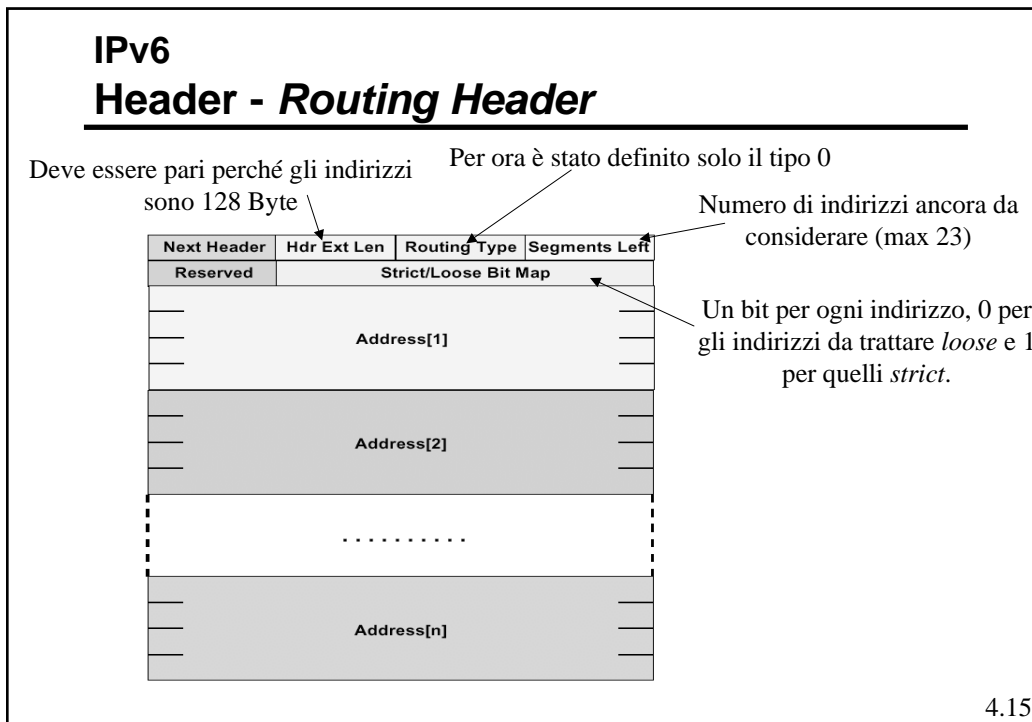 IPv6
Header - Routing Header
Deve essere pari perché gli indirizzi
sono 128 Byte
Per ora è stato definito solo il tipo 0
Numero di indirizzi ancora da
considerare (max 23)
Next Header Hdr Ext Len Routing Type Segments Left
Reserved Strict/Loose Bit Map
Un bit per ogni indirizzo, 0 per
gli indirizzi da trattare loose e 1
per quelli strict.
Address[1]
Address[2]
. . . . . . . . . .
Address[n]
4.15